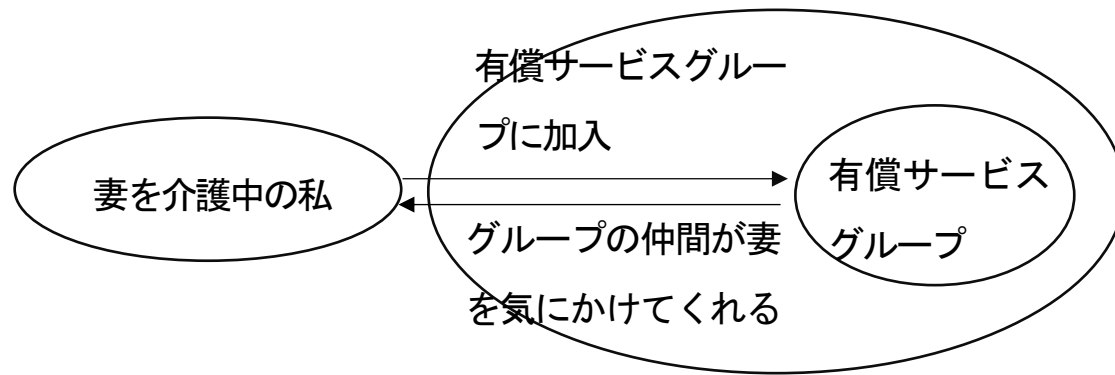 有償サービスグルー
プに加入
妻を介護中の私
有償サービス
グループ
グループの仲間が妻
を気にかけてくれる